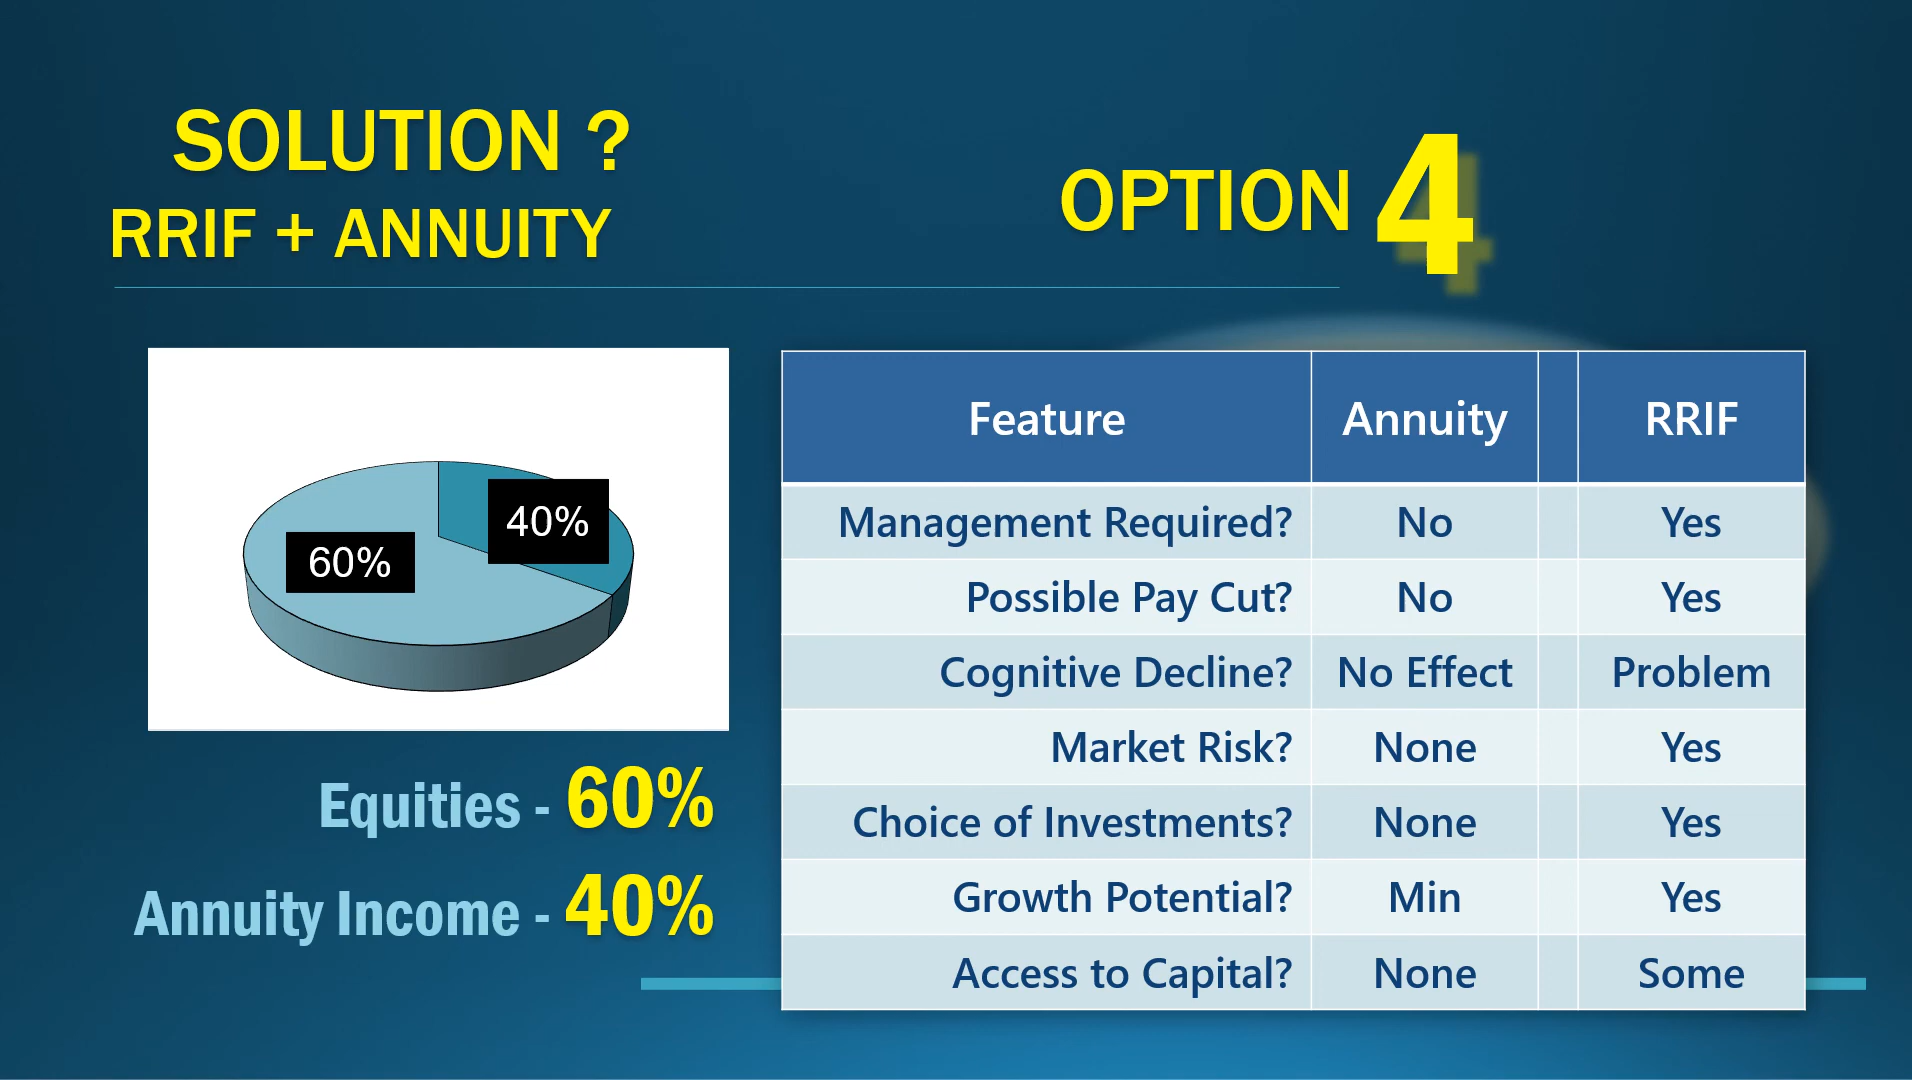 SOLUTION ?
RRIF + ANNUITY
OPTION 4
60%
40%
Equities - 60%
Annuity Income - 40%
Feature Annuity RRIF
Management Required? No Yes
Possible Pay Cut? No Yes
Cognitive Decline? No Effect Problem
Market Risk? None Yes
Choice of Investments? None Yes
Growth Potential? Min Yes
Access to Capital? None Some